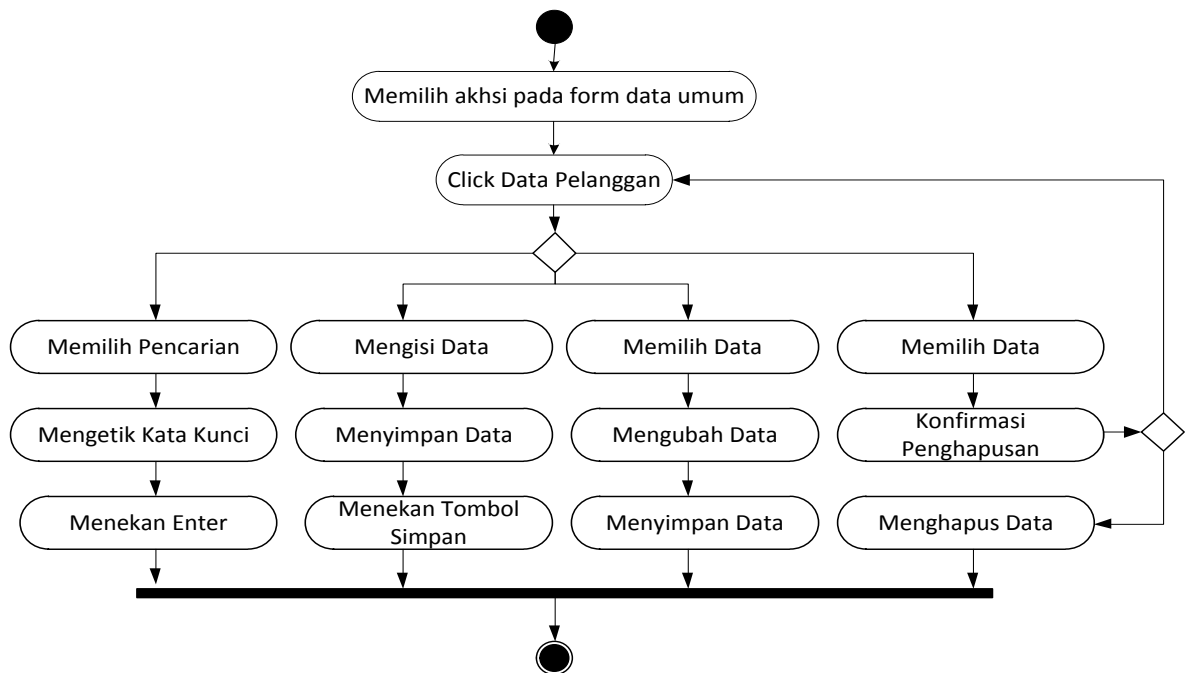 Memilih akhsi pada form data umum
Click Data Pelanggan
Memilih Pencarian
Mengisi Data
Memilih Data
Memilih Data
Mengetik Kata Kunci
Menyimpan Data
Mengubah Data
Konfirmasi
Penghapusan
Menekan Enter
Menekan Tombol
Simpan
Menyimpan Data
Menghapus Data